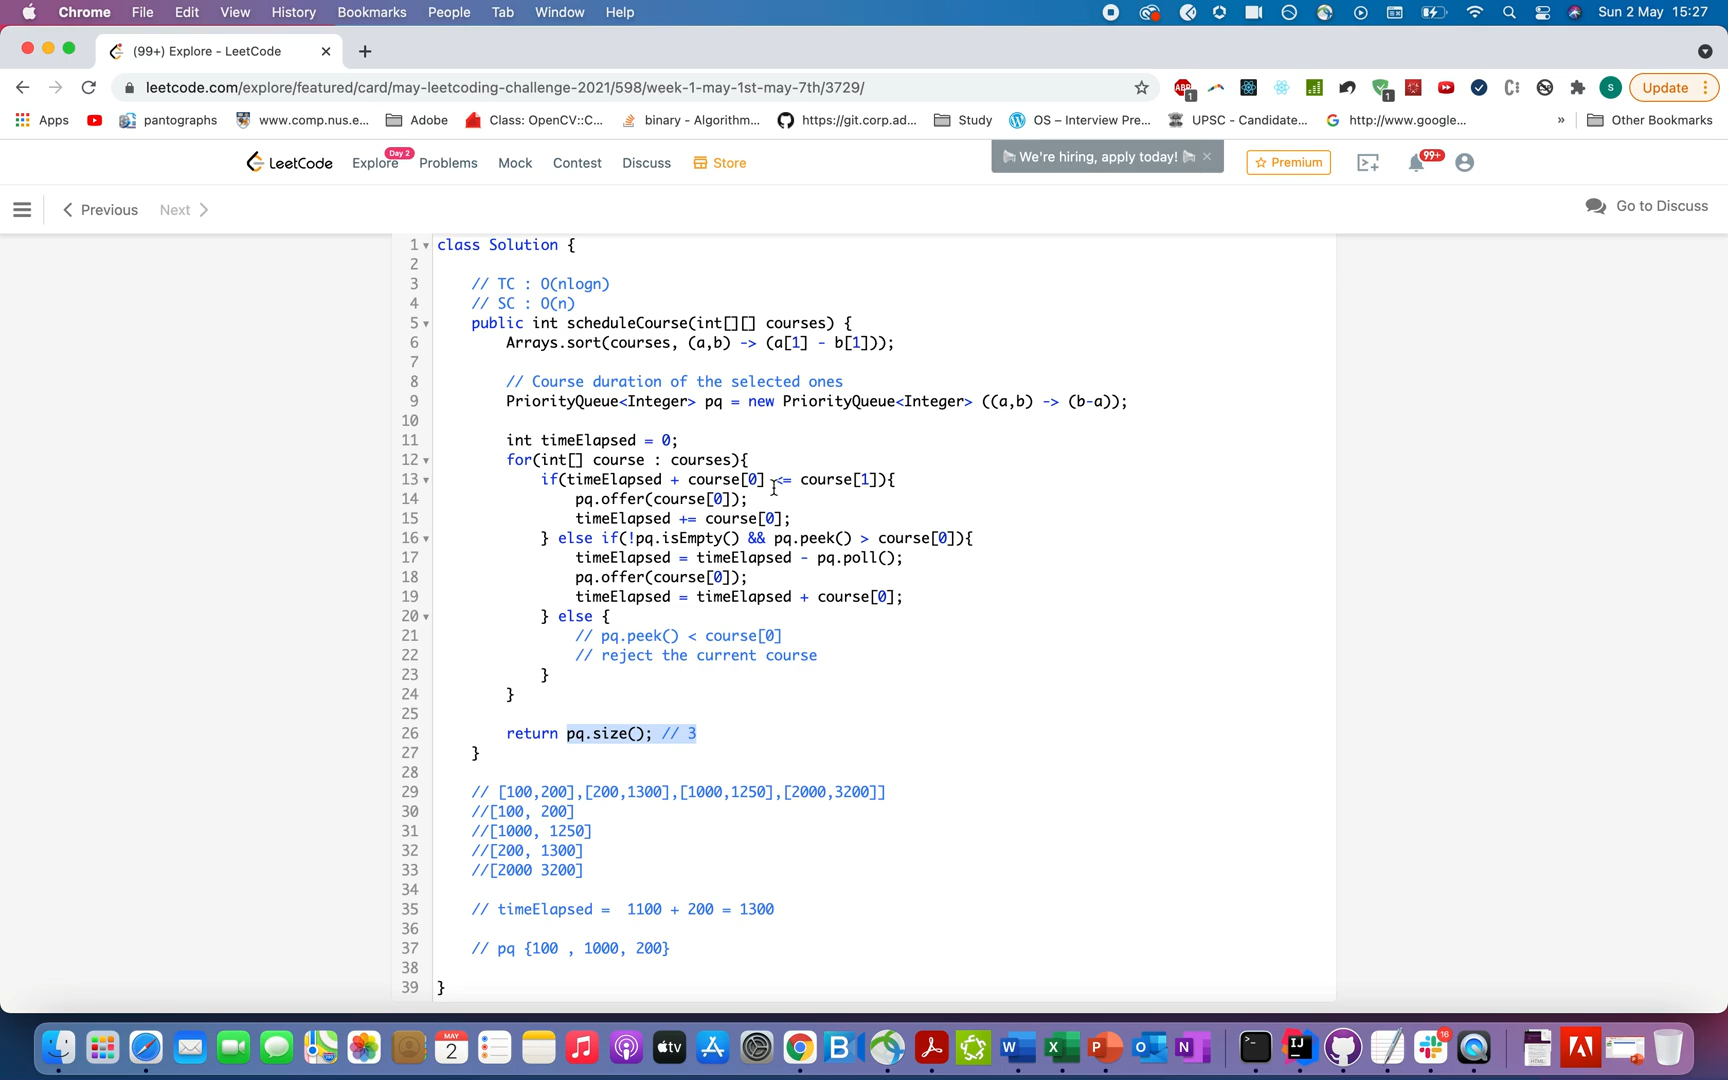 Chrome File Edit View History Bookmarks People Tab Window Help Sun 2 May 15:27
(99+) Explore - LeetCode
leetcode.com/explore/featured/card/may-leetcoding-challenge-2021/598/week-1-may-1st-may-7th/3729/ Update
Apps pantographs www.comp.nus.e... Adobe Class: OpenCV::C... binary - Algorithm... https://git.corp.ad... Study OS – Interview Pre... UPSC - Candidate... http://www.google... » Other Bookmarks
LeetCode Explore Day 2 Problems Mock Contest Discuss Store We're hiring, apply today! Premium 99+
Previous Next Go to Discuss
1 class Solution {
2
3 // TC : O(nlogn)
4 // SC : O(n)
5 public int scheduleCourse(int[][] courses) {
6 Arrays.sort(courses, (a,b) -> (a[1] - b[1]));
7
8 // Course duration of the selected ones
9 PriorityQueue<Integer> pq = new PriorityQueue<Integer> ((a,b) -> (b-a));
10
11 int timeElapsed = 0;
12 for(int[] course : courses){
13 if(timeElapsed + course[0] <= course[1]){
14 pq.offer(course[0]);
15 timeElapsed += course[0];
16 } else if(!pq.isEmpty() && pq.peek() > course[0]){
17 timeElapsed = timeElapsed - pq.poll();
18 pq.offer(course[0]);
19 timeElapsed = timeElapsed + course[0];
20 } else {
21 // pq.peek() < course[0]
22 // reject the current course
23 }
24 }
25
26 return pq.size(); // 3
27 }
28
29 // [100,200],[200,1300],[1000,1250],[2000,3200]]
30 //[100, 200]
31 //[1000, 1250]
32 //[200, 1300]
33 //[2000 3200]
34
35 // timeElapsed = 1100 + 200 = 1300
36
37 // pq {100 , 1000, 200}
38
39 }